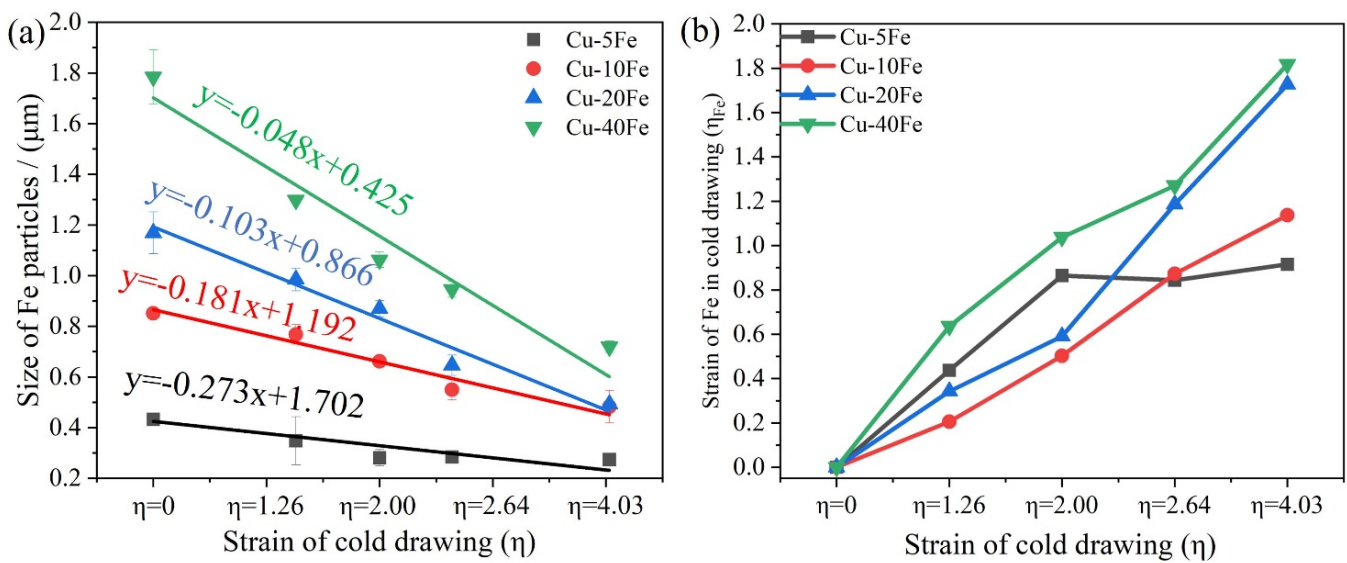 (a)
2.0
1.8
1.6
1.4
1.2
1.0
0.8
0.6
0.4
0.2
Size of Fe particles / (μm)
Cu-5Fe
Cu-10Fe
Cu-20Fe
Cu-40Fe
y=-0.048x+0.425
y=-0.103x+0.866
y=-0.181x+1.192
y=-0.273x+1.702
η=0
η=1.26
η=2.00
η=2.64
η=4.03
Strain of cold drawing (η)
(b)
2.0
1.8
1.6
1.4
1.2
1.0
0.8
0.6
0.4
0.2
0.0
Strain of Fe in cold drawing (ηFe)
Cu-5Fe
Cu-10Fe
Cu-20Fe
Cu-40Fe
η=0
η=1.26
η=2.00
η=2.64
η=4.03
Strain of cold drawing (η)